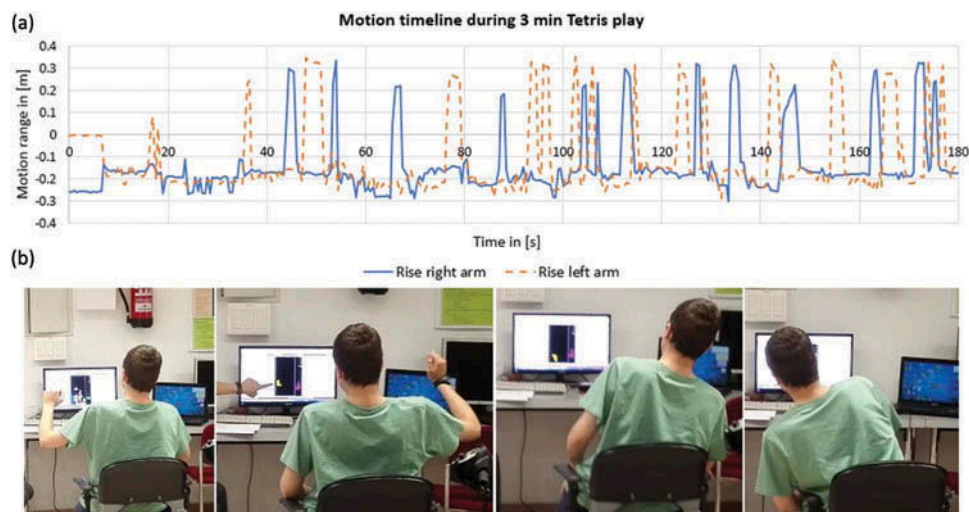 (a)
Motion timeline during 3 min Tetris play
Motion range in [m]
0.4
0.3
0.2
0.1
0
-0.1
-0.2
-0.3
-0.4
0 20 40 60 80 100 120 140 160 180
Time in [s]
(b)
Rise right arm Rise left arm